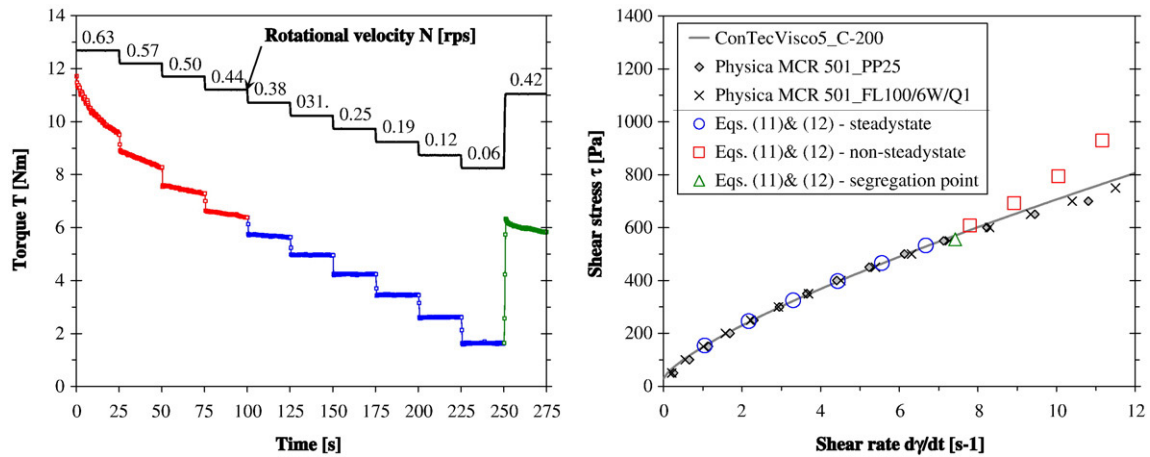 14
12
10
8
6
4
2
0
Torque T [Nm]
0.63
0.57
0.50
0.44
0.38
031.
0.25
0.19
0.12
0.06
0.42
Rotational velocity N [rps]
0 25 50 75 100 125 150 175 200 225 250 275
Time [s]
1400
1200
1000
800
600
400
200
0
Shear stress τ [Pa]
ConTecVisco5_C-200
Physica MCR 501_PP25
Physica MCR 501_FL100/6W/Q1
Eqs. (11)& (12) - steadystate
Eqs. (11)& (12) - non-steadystate
Eqs. (11)& (12) - segregation point
0 2 4 6 8 10 12
Shear rate dγ/dt [s-1]